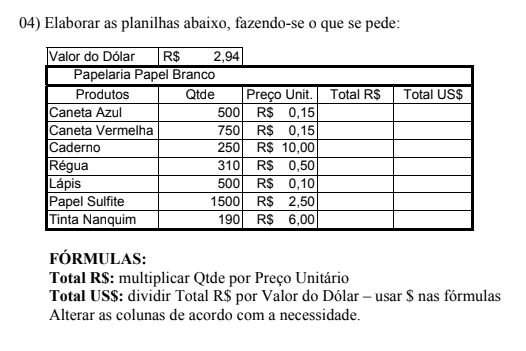 04) Elaborar as planilhas abaixo, fazendo-se o que se pede:
Valor do Dólar R$ 2,94
Papelaria Papel Branco
Produtos Qtde Preço Unit. Total R$ Total US$
Caneta Azul 500 R$ 0,15
Caneta Vermelha 750 R$ 0,15
Caderno 250 R$ 10,00
Régua 310 R$ 0,50
Lápis 500 R$ 0,10
Papel Sulfite 1500 R$ 2,50
Tinta Nanquim 190 R$ 6,00
FÓRMULAS:
Total R$: multiplicar Qtde por Preço Unitário
Total US$: dividir Total R$ por Valor do Dólar – usar $ nas fórmulas
Alterar as colunas de acordo com a necessidade.